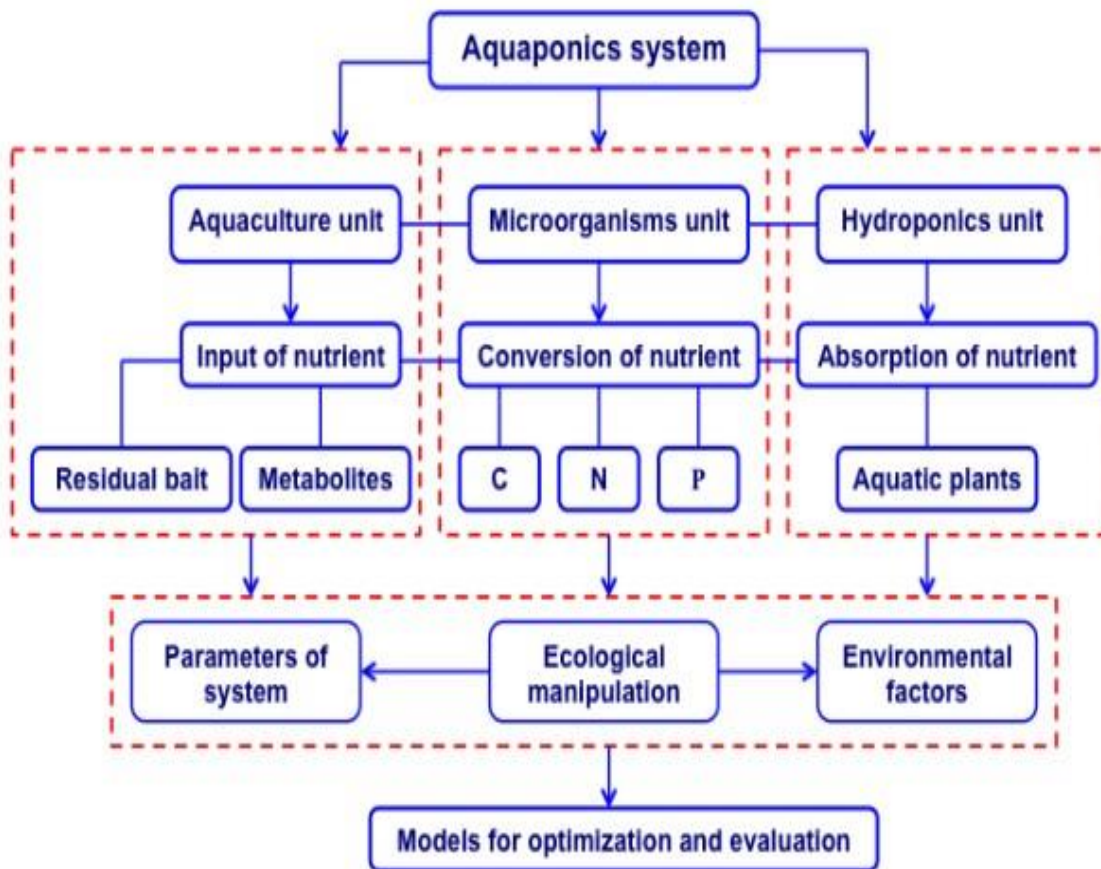 Aquaponics system
Aquaculture unit
Microorganisms unit
Hydroponics unit
Input of nutrient
Conversion of nutrient
Absorption of nutrient
Residual bait
Metabolites
C
N
P
Aquatic plants
Parameters of
system
Ecological
manipulation
Environmental
factors
Models for optimization and evaluation